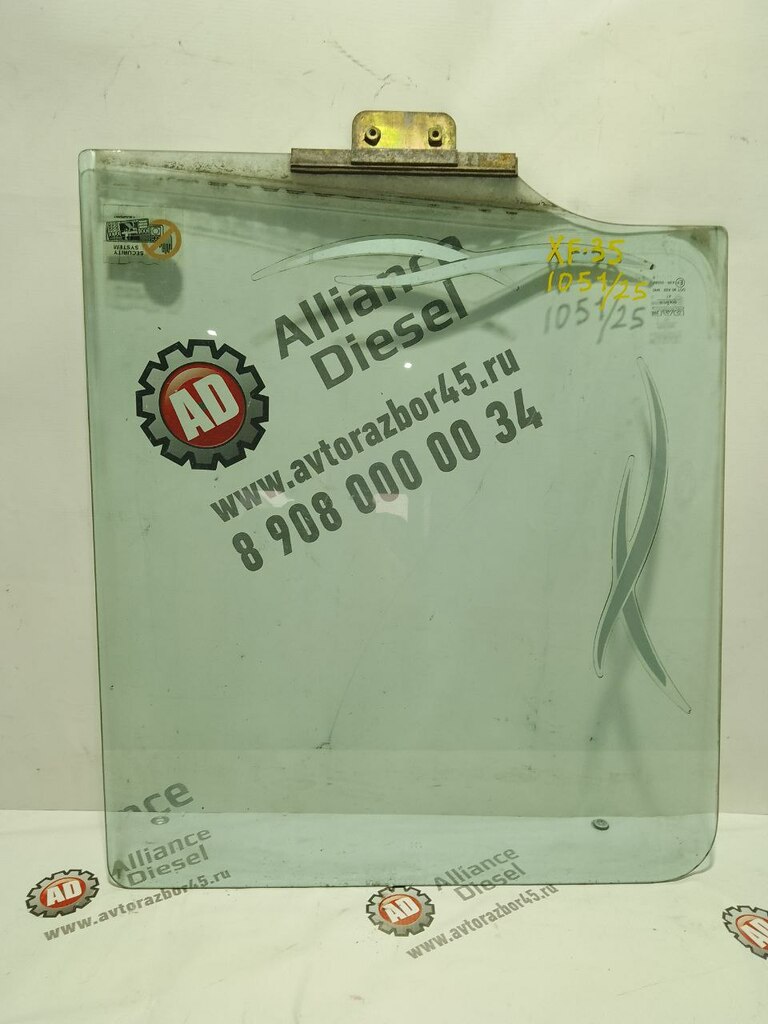 SECURITY
SYSTEM
XF-35
1051/25
1051/25
Alliance
Diesel
AD
www.avtorazbor45.ru
8 908 000 00 34
nce
Alliance
Diesel
AD
www.avtorazbor45.ru
Alliance
Diesel
AD
www.avtorazbor45.ru